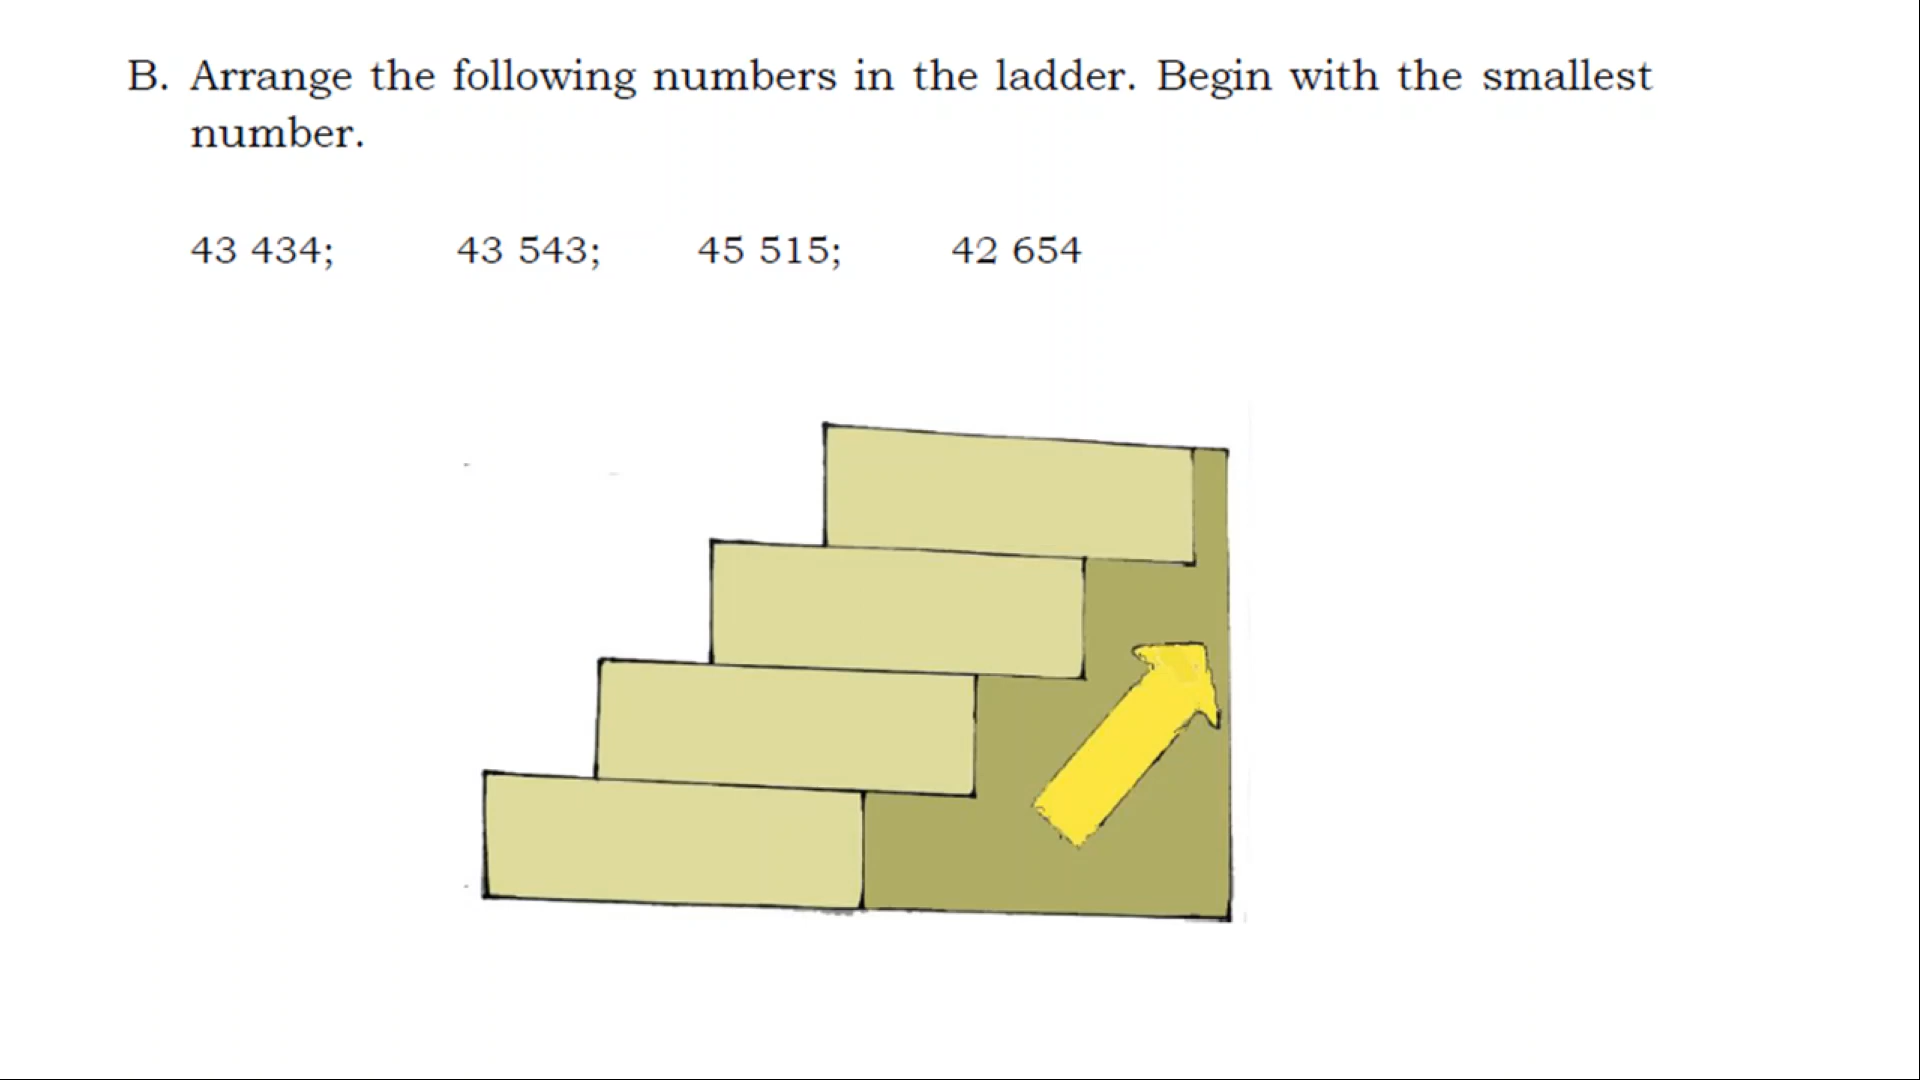 B. Arrange the following numbers in the ladder. Begin with the smallest
number.
43 434; 43 543; 45 515; 42 654